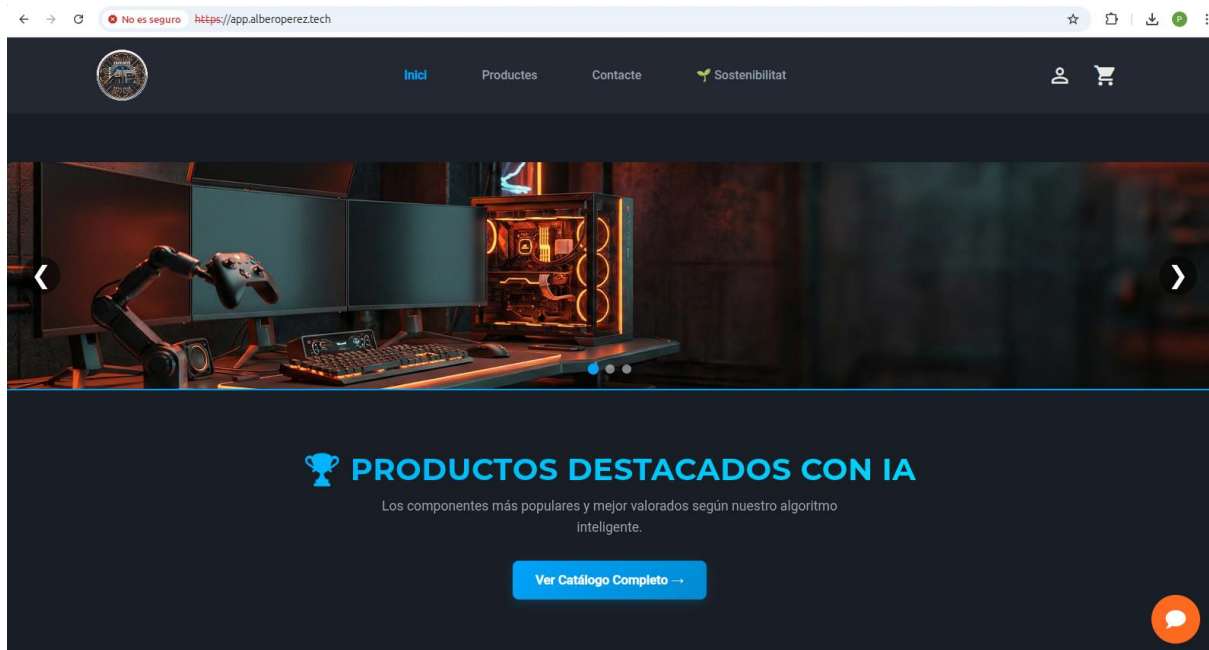 No es seguro https://app.alberoperez.tech
P
Inici Productes Contacte Sostenibilitat
PRODUCTOS DESTACADOS CON IA
Los componentes más populares y mejor valorados según nuestro algoritmo
inteligente.
Ver Catálogo Completo →